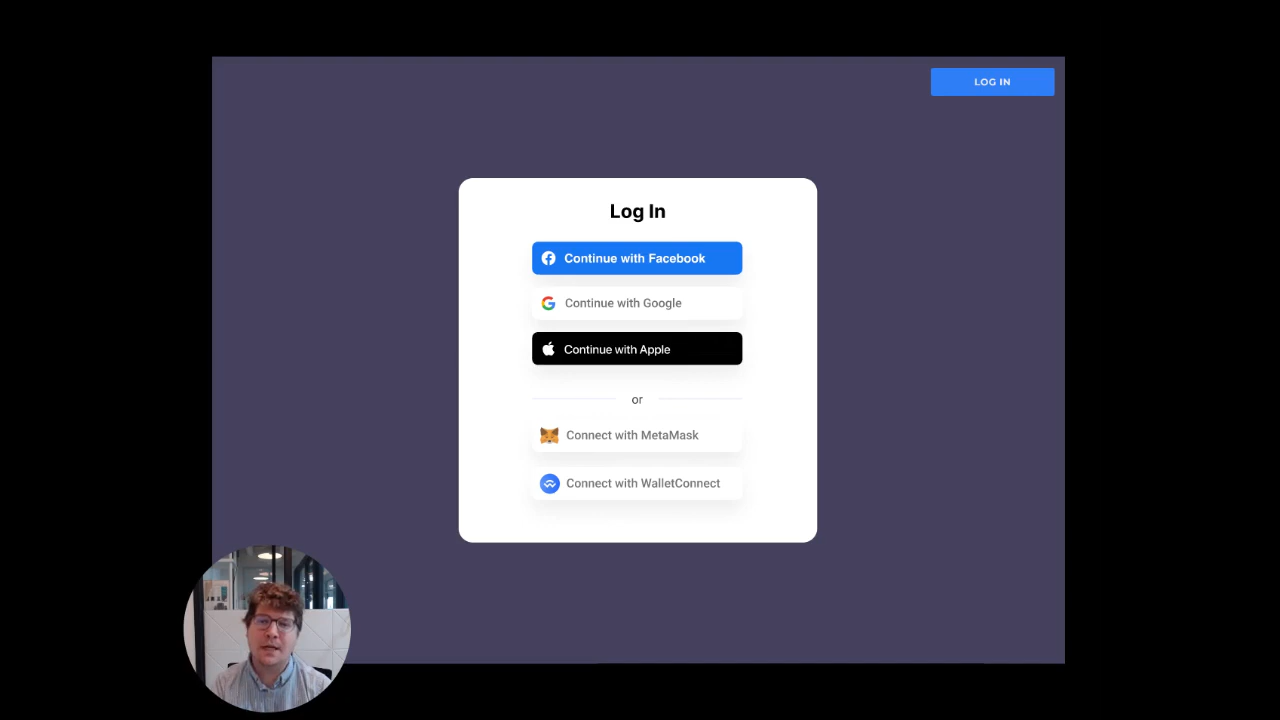 LOG IN
Log In
Continue with Facebook
Continue with Google
Continue with Apple
or
Connect with MetaMask
Connect with WalletConnect